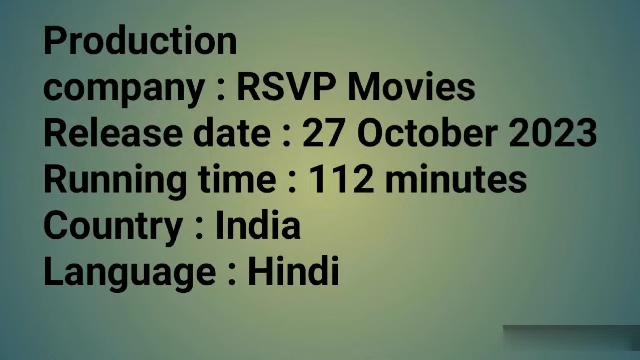 Production
company : RSVP Movies
Release date : 27 October 2023
Running time : 112 minutes
Country : India
Language : Hindi